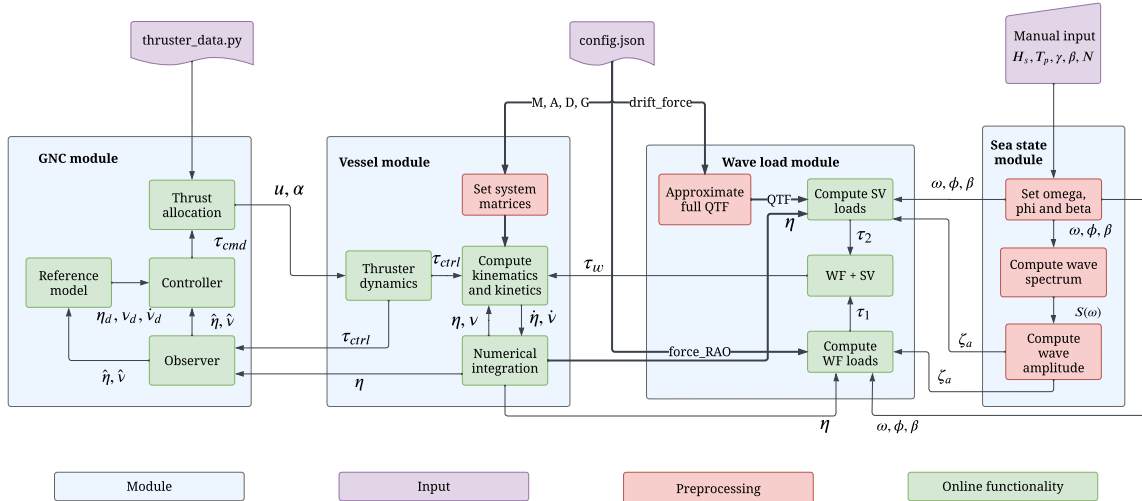 thruster_data.py
config.json
Manual input
H_s, T_p, γ, β, N
M, A, D, G
drift_force
GNC module
Vessel module
Wave load module
Sea state
module
Thrust
allocation
u, α
Set system
matrices
Approximate
full QTF
QTF
Compute SV
loads
ω, ϕ, β
Set omega,
phi and beta
η
ω, ϕ, β
τ_cmd
τ_2
Reference
model
Controller
Thruster
dynamics
τ_ctrl
Compute
kinematics
and kinetics
τ_w
WF + SV
Compute wave
spectrum
η_d, ν_d, ν̇_d
η̂, ν̂
η, ν
η̇, ν̇
τ_1
S(ω)
τ_ctrl
Observer
Numerical
integration
force_RAO
Compute
WF loads
ζ_a
Compute
wave
amplitude
η̂, ν̂
η
ζ_a
η
ω, ϕ, β
Module
Input
Preprocessing
Online functionality